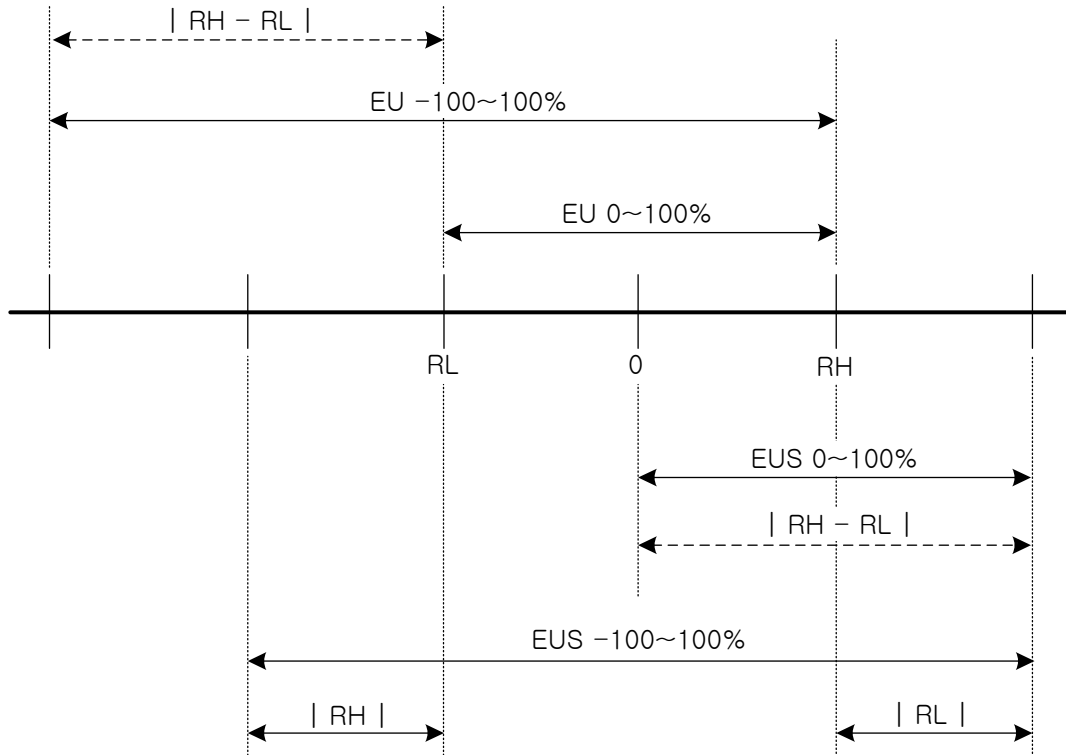 | RH - RL |
EU -100~100%
EU 0~100%
RL 0 RH
EUS 0~100%
| RH - RL |
EUS -100~100%
| RH | | RL |